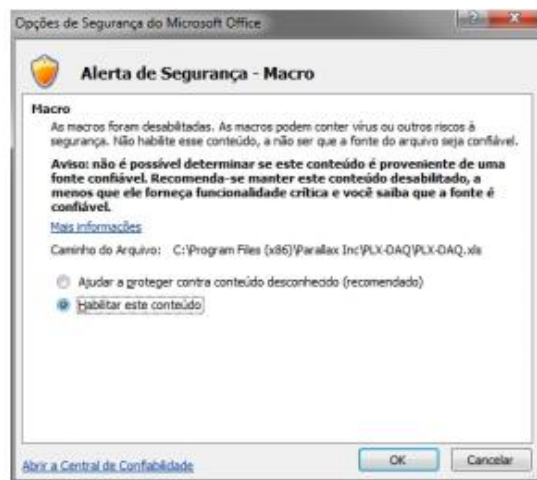 Opções de Segurança do Microsoft Office
Alerta de Segurança - Macro
Macro
As macros foram desabilitadas. As macros podem conter vírus ou outros riscos à
segurança. Não habilite esse conteúdo, a não ser que a fonte do arquivo seja confiável.
Aviso: não é possível determinar se este conteúdo é proveniente de uma
fonte confiável. Recomenda-se manter este conteúdo desabilitado, a
menos que ele forneça funcionalidade crítica e você saiba que a fonte é
confiável.
Mais informações
Caminho do Arquivo: C:\Program Files (x86)\Parallax Inc\PLX-DAQ\PLX-DAQ.xls
Ajudar a proteger contra conteúdo desconhecido (recomendado)
Habilitar este conteúdo
Abrir a Central de Confiabilidade
OK
Cancelar